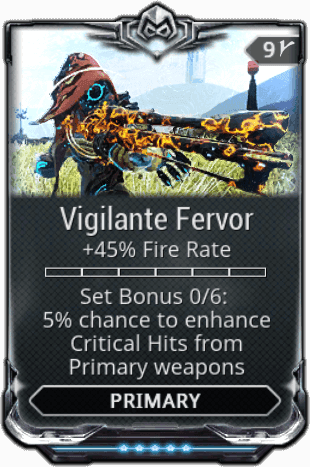 9
Vigilante Fervor
+45% Fire Rate
Set Bonus 0/6:
5% chance to enhance
Critical Hits from
Primary weapons
PRIMARY